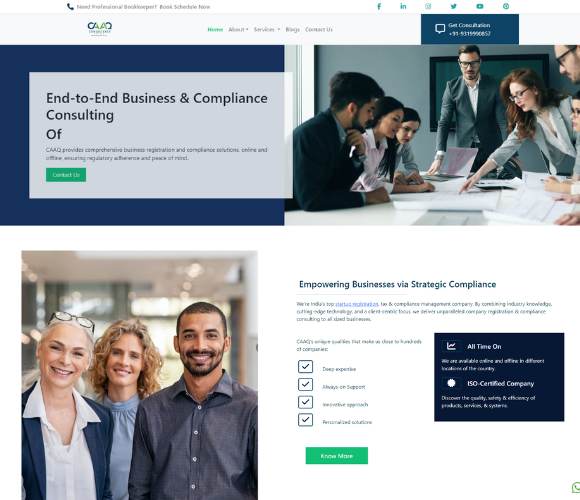 Need Professional Bookkeeper? Book Schedule Now
CAAQ
Home About Services Blogs Contact Us
Get Consultation
+91-9319990857
End-to-End Business & Compliance
Consulting
Of
CAAQ provides comprehensive business registration and compliance solutions, online and
offline, ensuring regulatory adherence and peace of mind.
Contact Us
Empowering Businesses via Strategic Compliance
We're India's top startup registration, tax & compliance management company. By combining industry knowledge,
cutting-edge technology, and a client-centric focus, we deliver unparalleled company registration & compliance
consulting to all sized businesses.
CAAQ's unique qualities that make us close to hundreds
of companies:
Deep expertise
Always-on Support
Innovative approach
Personalized solutions
All Time On
We are available online and offline in different
locations of the country.
ISO-Certified Company
Discover the quality, safety & efficiency of
products, services, & systems.
Know More